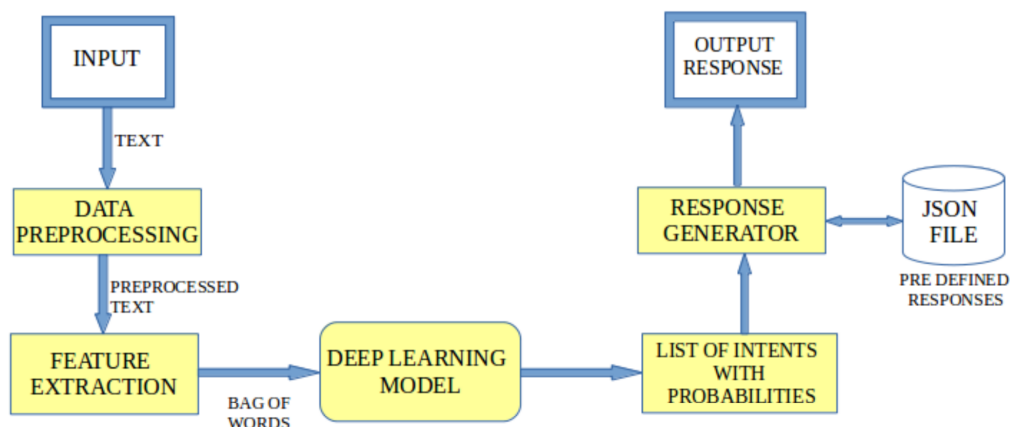 INPUT
TEXT
DATA
PREPROCESSING
PREPROCESSED
TEXT
FEATURE
EXTRACTION
BAG OF
WORDS
DEEP LEARNING
MODEL
LIST OF INTENTS
WITH
PROBABILITIES
RESPONSE
GENERATOR
JSON
FILE
PRE DEFINED
RESPONSES
OUTPUT
RESPONSE